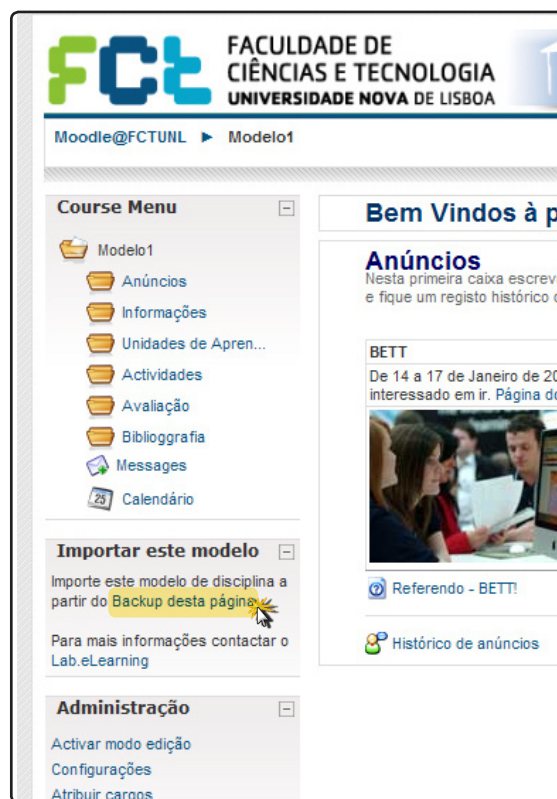 FCT
FACULDADE DE
CIÊNCIAS E TECNOLOGIA
UNIVERSIDADE NOVA DE LISBOA
Moodle@FCTUNL ► Modelo1
Course Menu
Modelo1
Anúncios
Informações
Unidades de Apren...
Actividades
Avaliação
Bibliggrafia
Messages
25 Calendário
Importar este modelo
Importe este modelo de disciplina a
partir do Backup desta página
Para mais informações contactar o
Lab.eLearning
Administração
Activar modo edição
Configurações
Atribuir cargos
Bem Vindos à p
Anúncios
Nesta primeira caixa escrev
e fique um registo histórico
BETT
De 14 a 17 de Janeiro de 20
interessado em ir. Página d
Referendo - BETT!
Histórico de anúncios